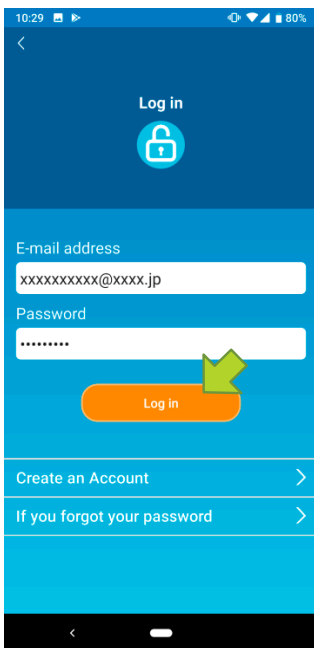 10:29 80%
Log in
E-mail address
xxxxxxxxxx@xxxx.jp
Password
•••••••••
Log in
Create an Account
If you forgot your password